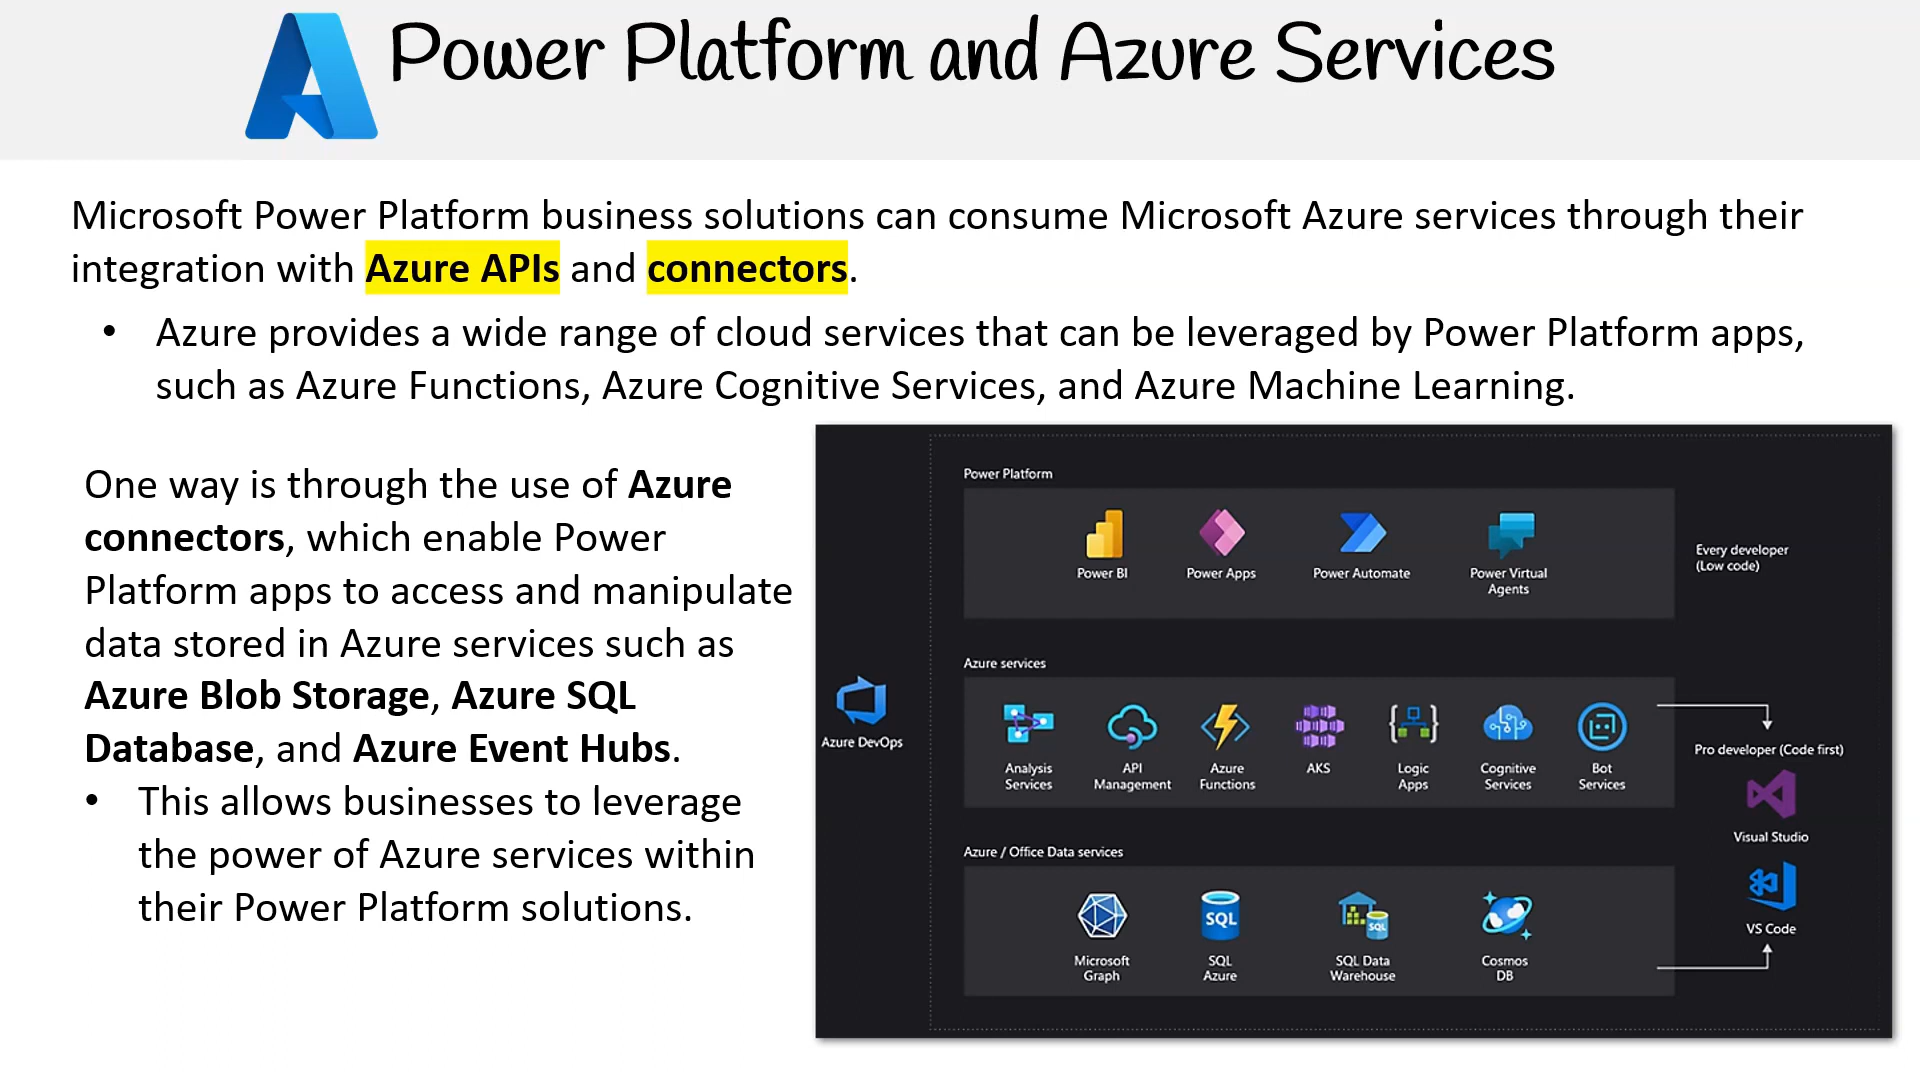 Power Platform and Azure Services
Microsoft Power Platform business solutions can consume Microsoft Azure services through their
integration with Azure APIs and connectors.
• Azure provides a wide range of cloud services that can be leveraged by Power Platform apps,
such as Azure Functions, Azure Cognitive Services, and Azure Machine Learning.
One way is through the use of Azure
connectors, which enable Power
Platform apps to access and manipulate
data stored in Azure services such as
Azure Blob Storage, Azure SQL
Database, and Azure Event Hubs.
• This allows businesses to leverage
the power of Azure services within
their Power Platform solutions.
Azure DevOps
Power Platform
Power BI
Power Apps
Power Automate
Power Virtual
Agents
Every developer
(Low code)
Azure services
Analysis
Services
API
Management
Azure
Functions
AKS
Logic
Apps
Cognitive
Services
Bot
Services
Pro developer (Code first)
Visual Studio
VS Code
Azure / Office Data services
Microsoft
Graph
SQL
SQL
Azure
SQL
SQL Data
Warehouse
Cosmos
DB